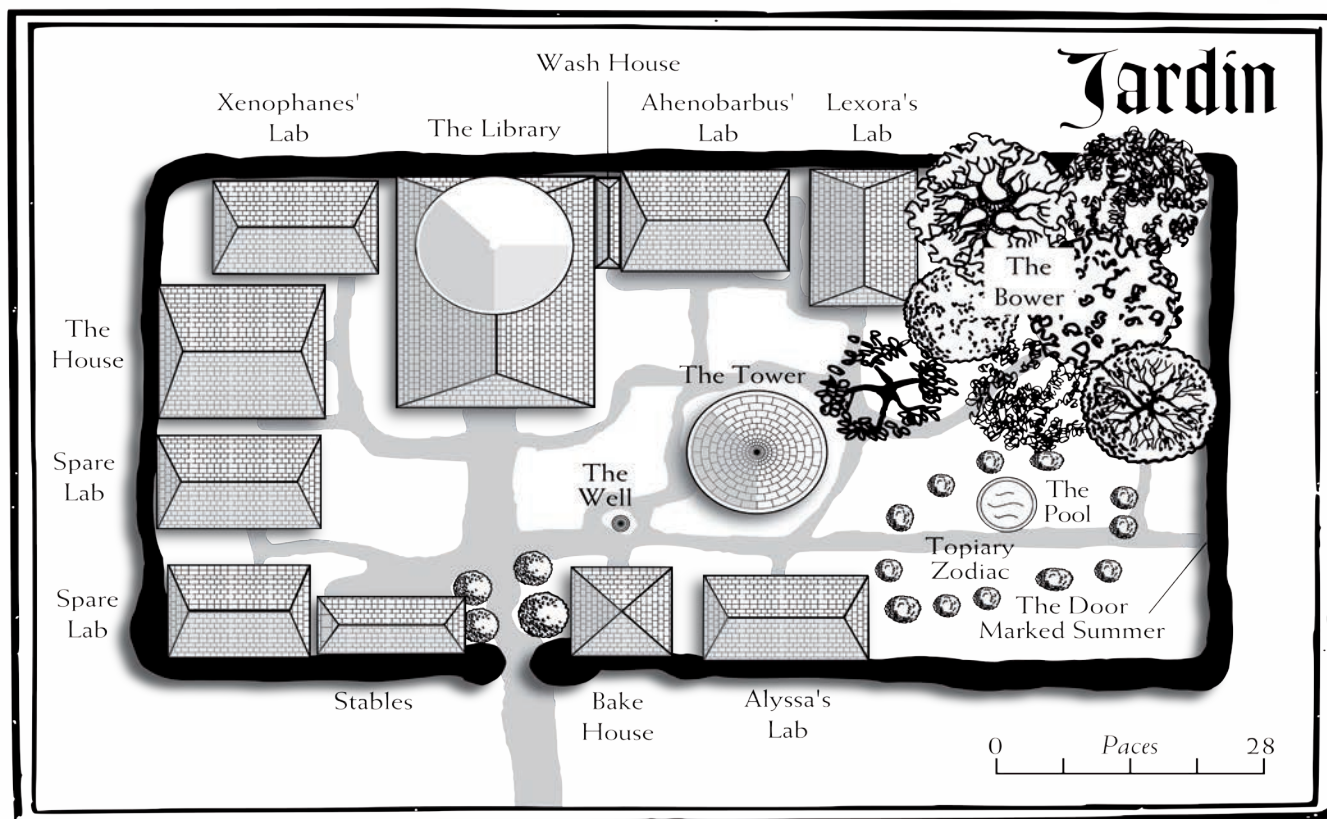 Jardin
Wash House
Xenophanes'
Lab
The Library
Ahenobarbus'
Lab
Lexora's
Lab
The
Bower
The
House
The Tower
Spare
Lab
The
Well
The
Pool
Topiary
Zodiac
Spare
Lab
The Door
Marked Summer
Stables
Bake
House
Alyssa's
Lab
0 Paces 28